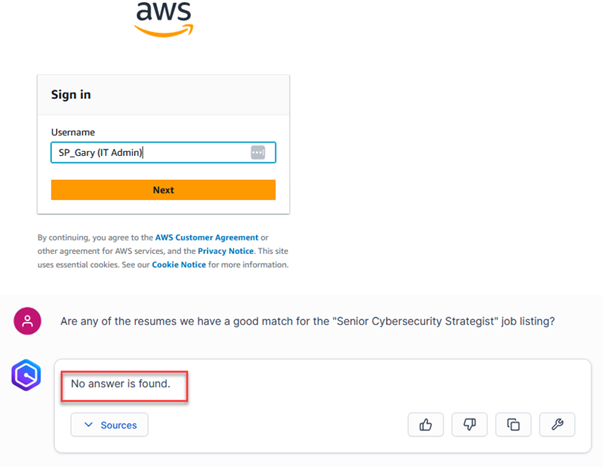 aws
Sign in
Username
SP_Gary (IT Admin)
Next
By continuing, you agree to the AWS Customer Agreement or
other agreement for AWS services, and the Privacy Notice. This site
uses essential cookies. See our Cookie Notice for more information.
Are any of the resumes we have a good match for the "Senior Cybersecurity Strategist" job listing?
No answer is found.
Sources